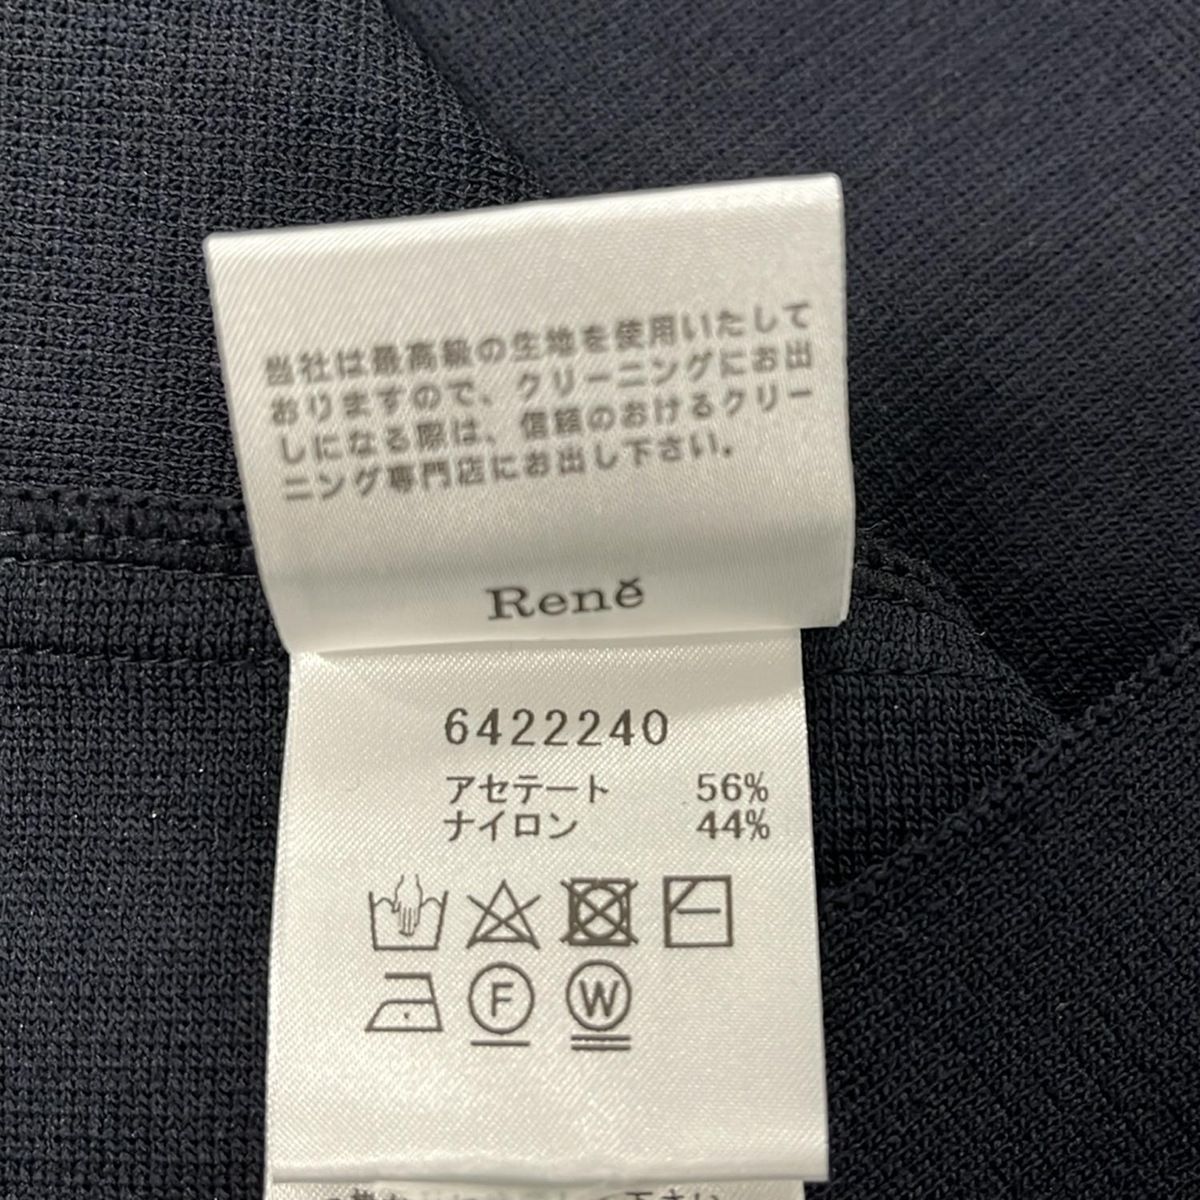 当社は最高級の生地を使用いたして
おりますので、クリーニングにお出
しになる際は、信頼のおけるクリー
ニング専門店にお出し下さい。
René
6422240
アセテート 56%
ナイロン 44%
F W